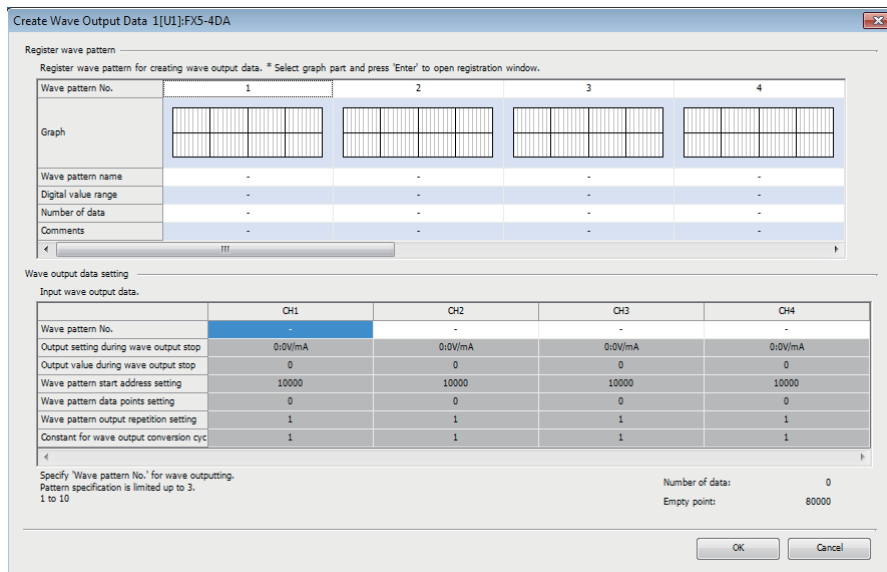 Create Wave Output Data 1[U1]:FX5-4DA
Register wave pattern
Register wave pattern for creating wave output data. * Select graph part and press 'Enter' to open registration window.
Wave pattern No. 1 2 3 4
Graph
Wave pattern name - - - -
Digital value range - - - -
Number of data - - - -
Comments - - - -
Wave output data setting
Input wave output data.
CH1 CH2 CH3 CH4
Wave pattern No. - - - -
Output setting during wave output stop 0:0V/mA 0:0V/mA 0:0V/mA 0:0V/mA
Output value during wave output stop 0 0 0 0
Wave pattern start address setting 10000 10000 10000 10000
Wave pattern data points setting 0 0 0 0
Wave pattern output repetition setting 1 1 1 1
Constant for wave output conversion cyc 1 1 1 1
Specify 'Wave pattern No.' for wave outputting.
Pattern specification is limited up to 3.
1 to 10
Number of data: 0
Empty point: 80000
OK Cancel